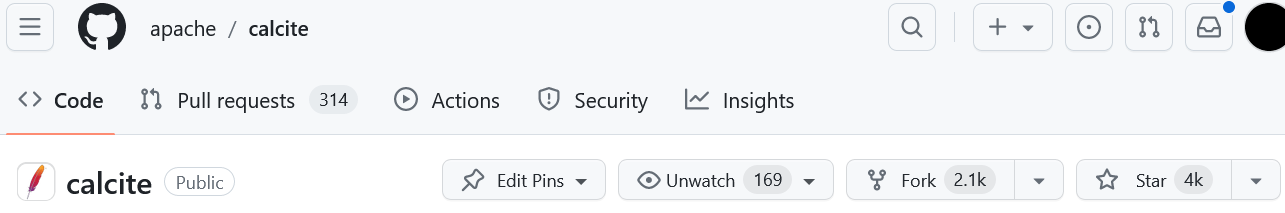 apache / calcite
Code Pull requests 314 Actions Security Insights
calcite Public Edit Pins Unwatch 169 Fork 2.1k Star 4k